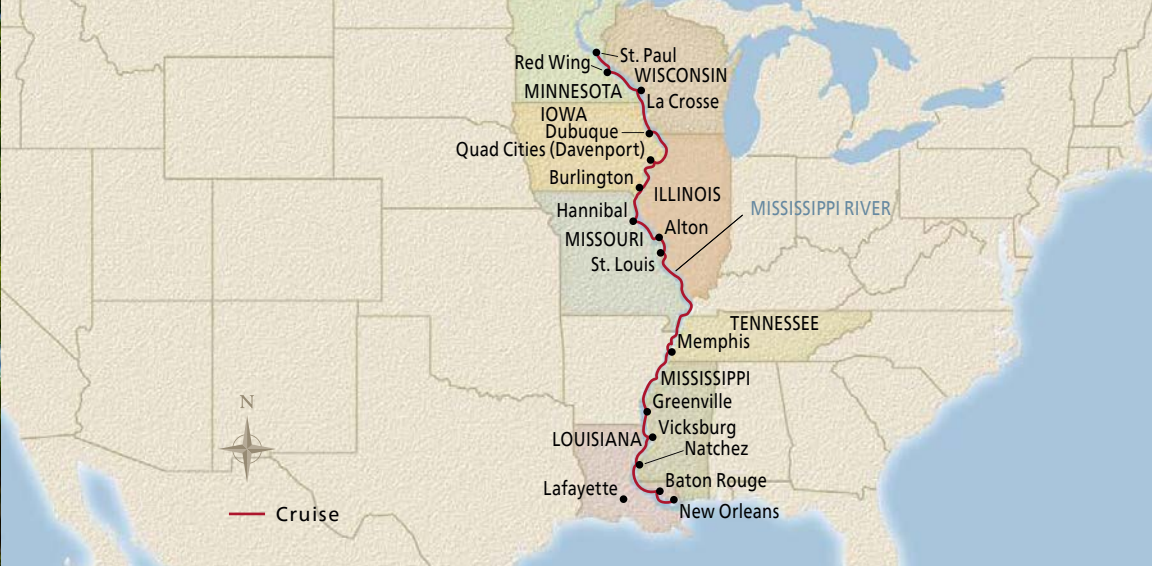 St. Paul
Red Wing
WISCONSIN
MINNESOTA
La Crosse
IOWA
Dubuque
Quad Cities (Davenport)
Burlington
ILLINOIS
Hannibal
MISSISSIPPI RIVER
Alton
MISSOURI
St. Louis
TENNESSEE
Memphis
MISSISSIPPI
N
Greenville
Vicksburg
LOUISIANA
Natchez
Baton Rouge
Lafayette
New Orleans
Cruise